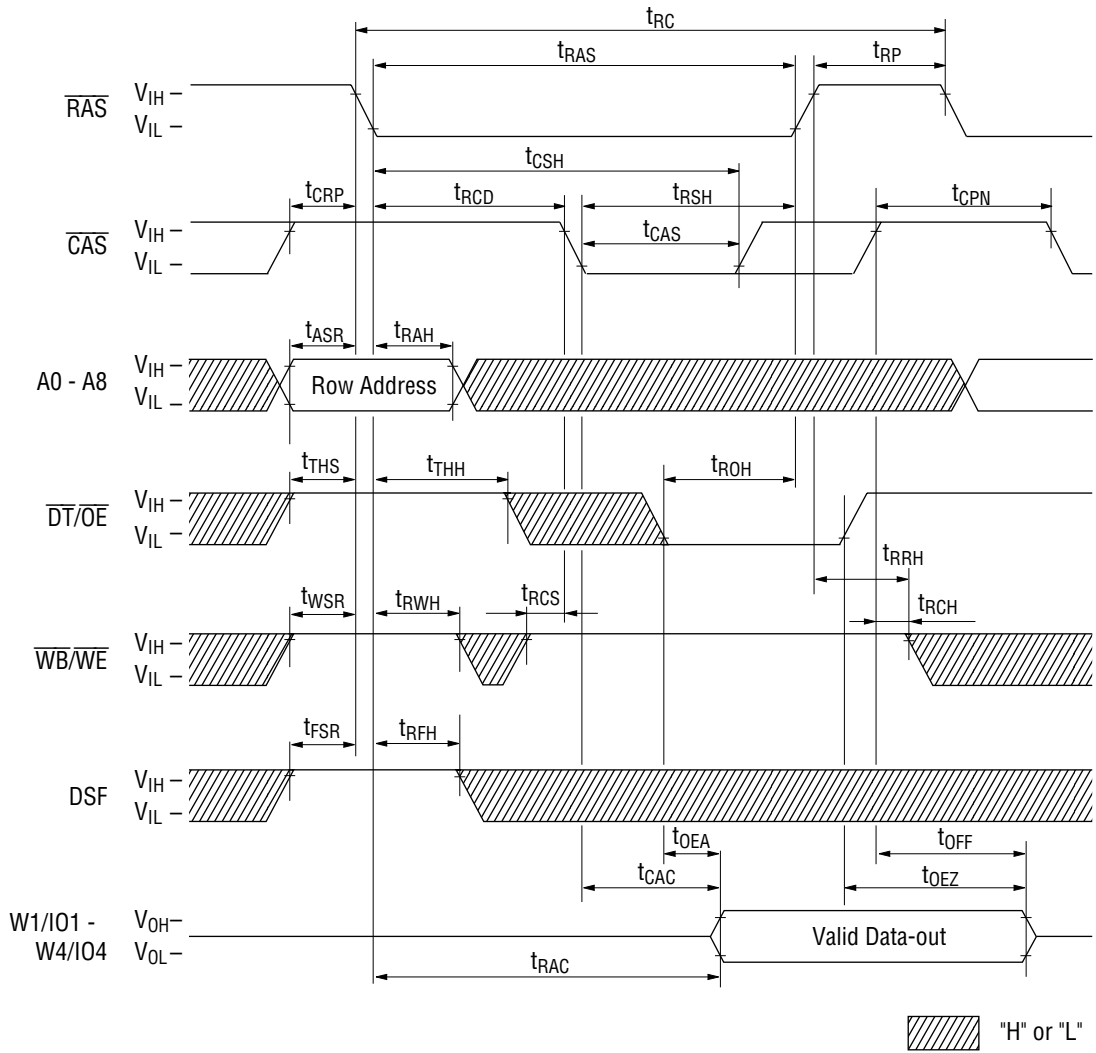 tRC
tRAS tRP
RAS VIH –
VIL –
tCSH
tCRP tRCD tRSH tCPN
CAS VIH –
VIL –
tCAS
tASR tRAH
A0 - A8 VIH –
VIL –
Row Address
tTHS tTHH tROH
DT/OE VIH –
VIL –
tRRH
tWSR tRWH tRCS tRCH
WB/WE VIH –
VIL –
tFSR tRFH
DSF VIH –
VIL –
tOEA tOFF
tCAC tOEZ
W1/IO1 - VOH–
W4/IO4 VOL–
Valid Data-out
tRAC
"H" or "L"